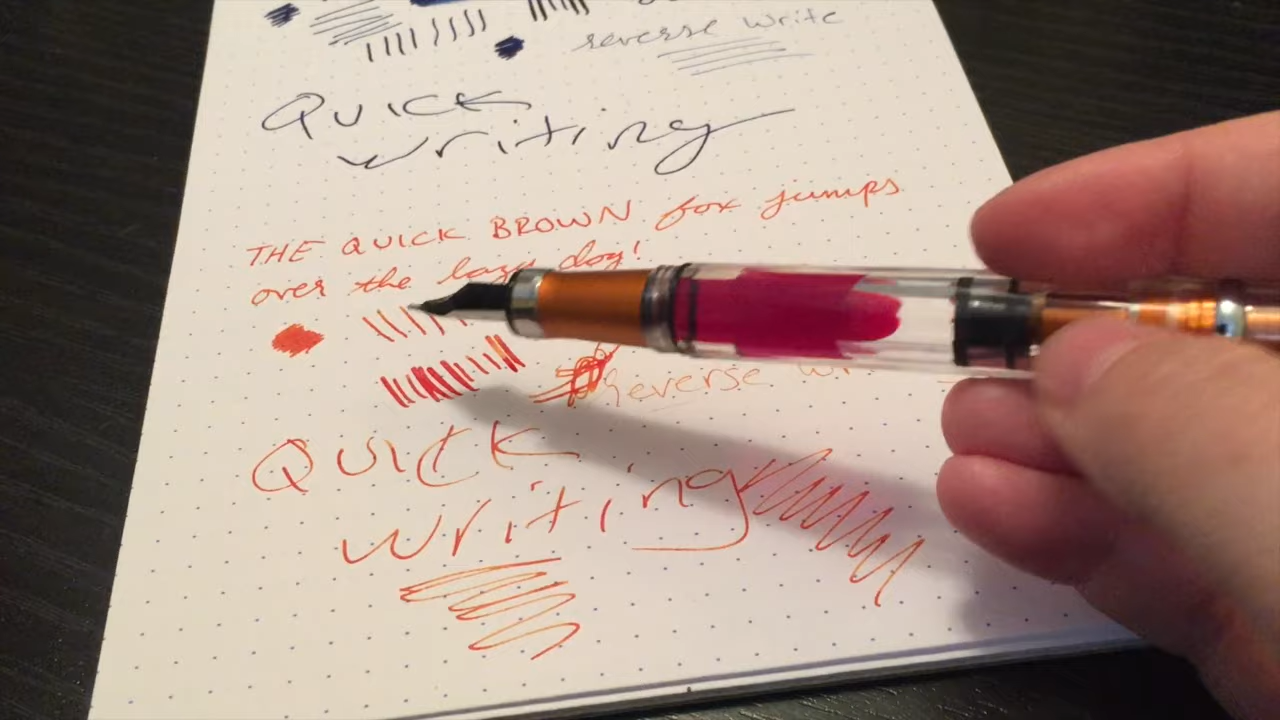 reverse write
Quick
writing
THE QUICK BROWN fox jumps
over the lazy dog!
reverse
Quick
writing